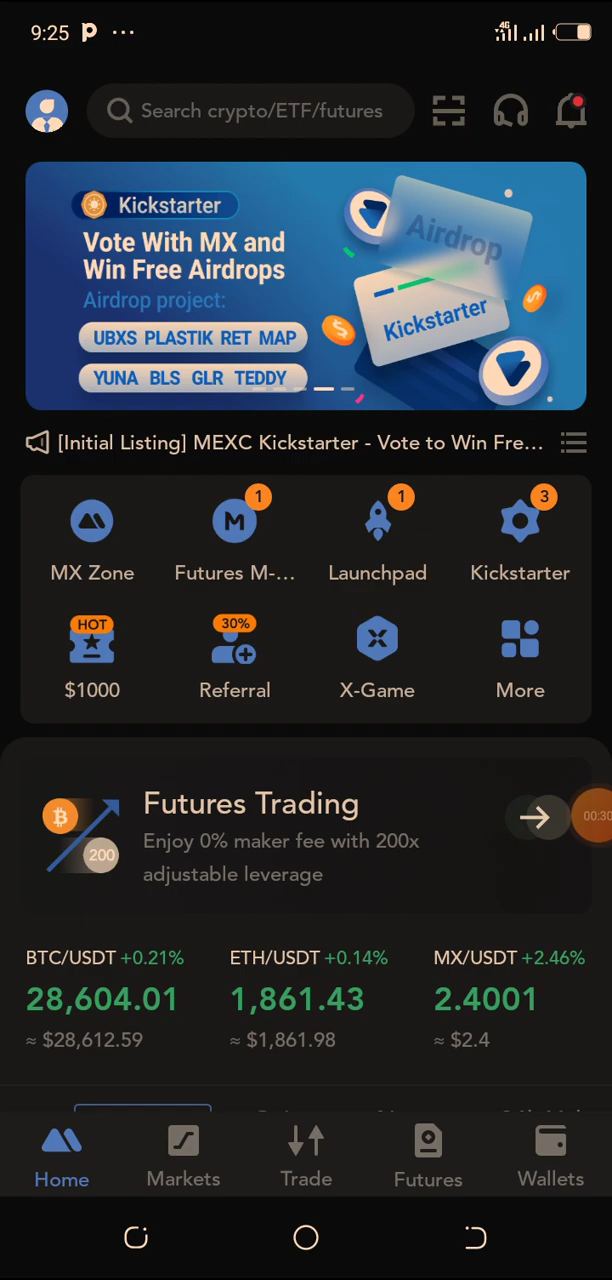 9:25
4G
Search crypto/ETF/futures
Kickstarter
Vote With MX and
Win Free Airdrops
Airdrop project:
UBXS PLASTIK RET MAP
YUNA BLS GLR TEDDY
Airdrop
Kickstarter
[Initial Listing] MEXC Kickstarter - Vote to Win Fre...
1
1
3
MX Zone
Futures M-...
Launchpad
Kickstarter
HOT
30%
$1000
Referral
X-Game
More
Futures Trading
Enjoy 0% maker fee with 200x
adjustable leverage
200
00:30
BTC/USDT +0.21%
ETH/USDT +0.14%
MX/USDT +2.46%
28,604.01
1,861.43
2.4001
≈ $28,612.59
≈ $1,861.98
≈ $2.4
Home
Markets
Trade
Futures
Wallets